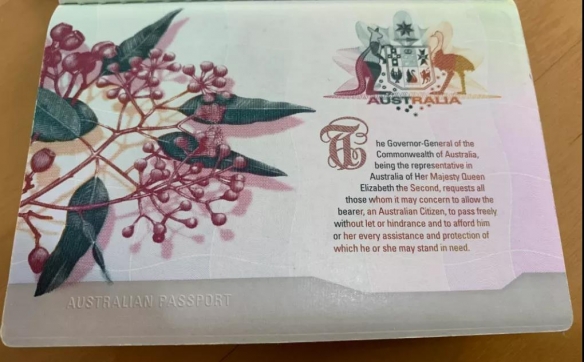 AUSTRALIA
The Governor-General of the
Commonwealth of Australia,
being the representative in
Australia of Her Majesty Queen
Elizabeth the Second, requests all
those whom it may concern to allow the
bearer, an Australian Citizen, to pass freely
without let or hindrance and to afford him
or her every assistance and protection of
which he or she may stand in need.
AUSTRALIAN PASSPORT